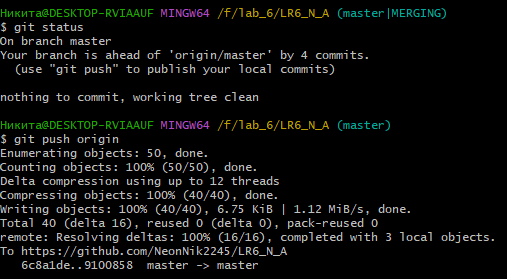 Никита@DESKTOP-RVIAAUF MINGW64 /f/lab_6/LR6_N_A (master|MERGING)
$ git status
On branch master
Your branch is ahead of 'origin/master' by 4 commits.
  (use "git push" to publish your local commits)
nothing to commit, working tree clean
Никита@DESKTOP-RVIAAUF MINGW64 /f/lab_6/LR6_N_A (master)
$ git push origin
Enumerating objects: 50, done.
Counting objects: 100% (50/50), done.
Delta compression using up to 12 threads
Compressing objects: 100% (40/40), done.
Writing objects: 100% (40/40), 6.75 KiB | 1.12 MiB/s, done.
Total 40 (delta 16), reused 0 (delta 0), pack-reused 0
remote: Resolving deltas: 100% (16/16), completed with 3 local objects.
To https://github.com/NeonNik2245/LR6_N_A
   6c8a1de..9100858  master -> master